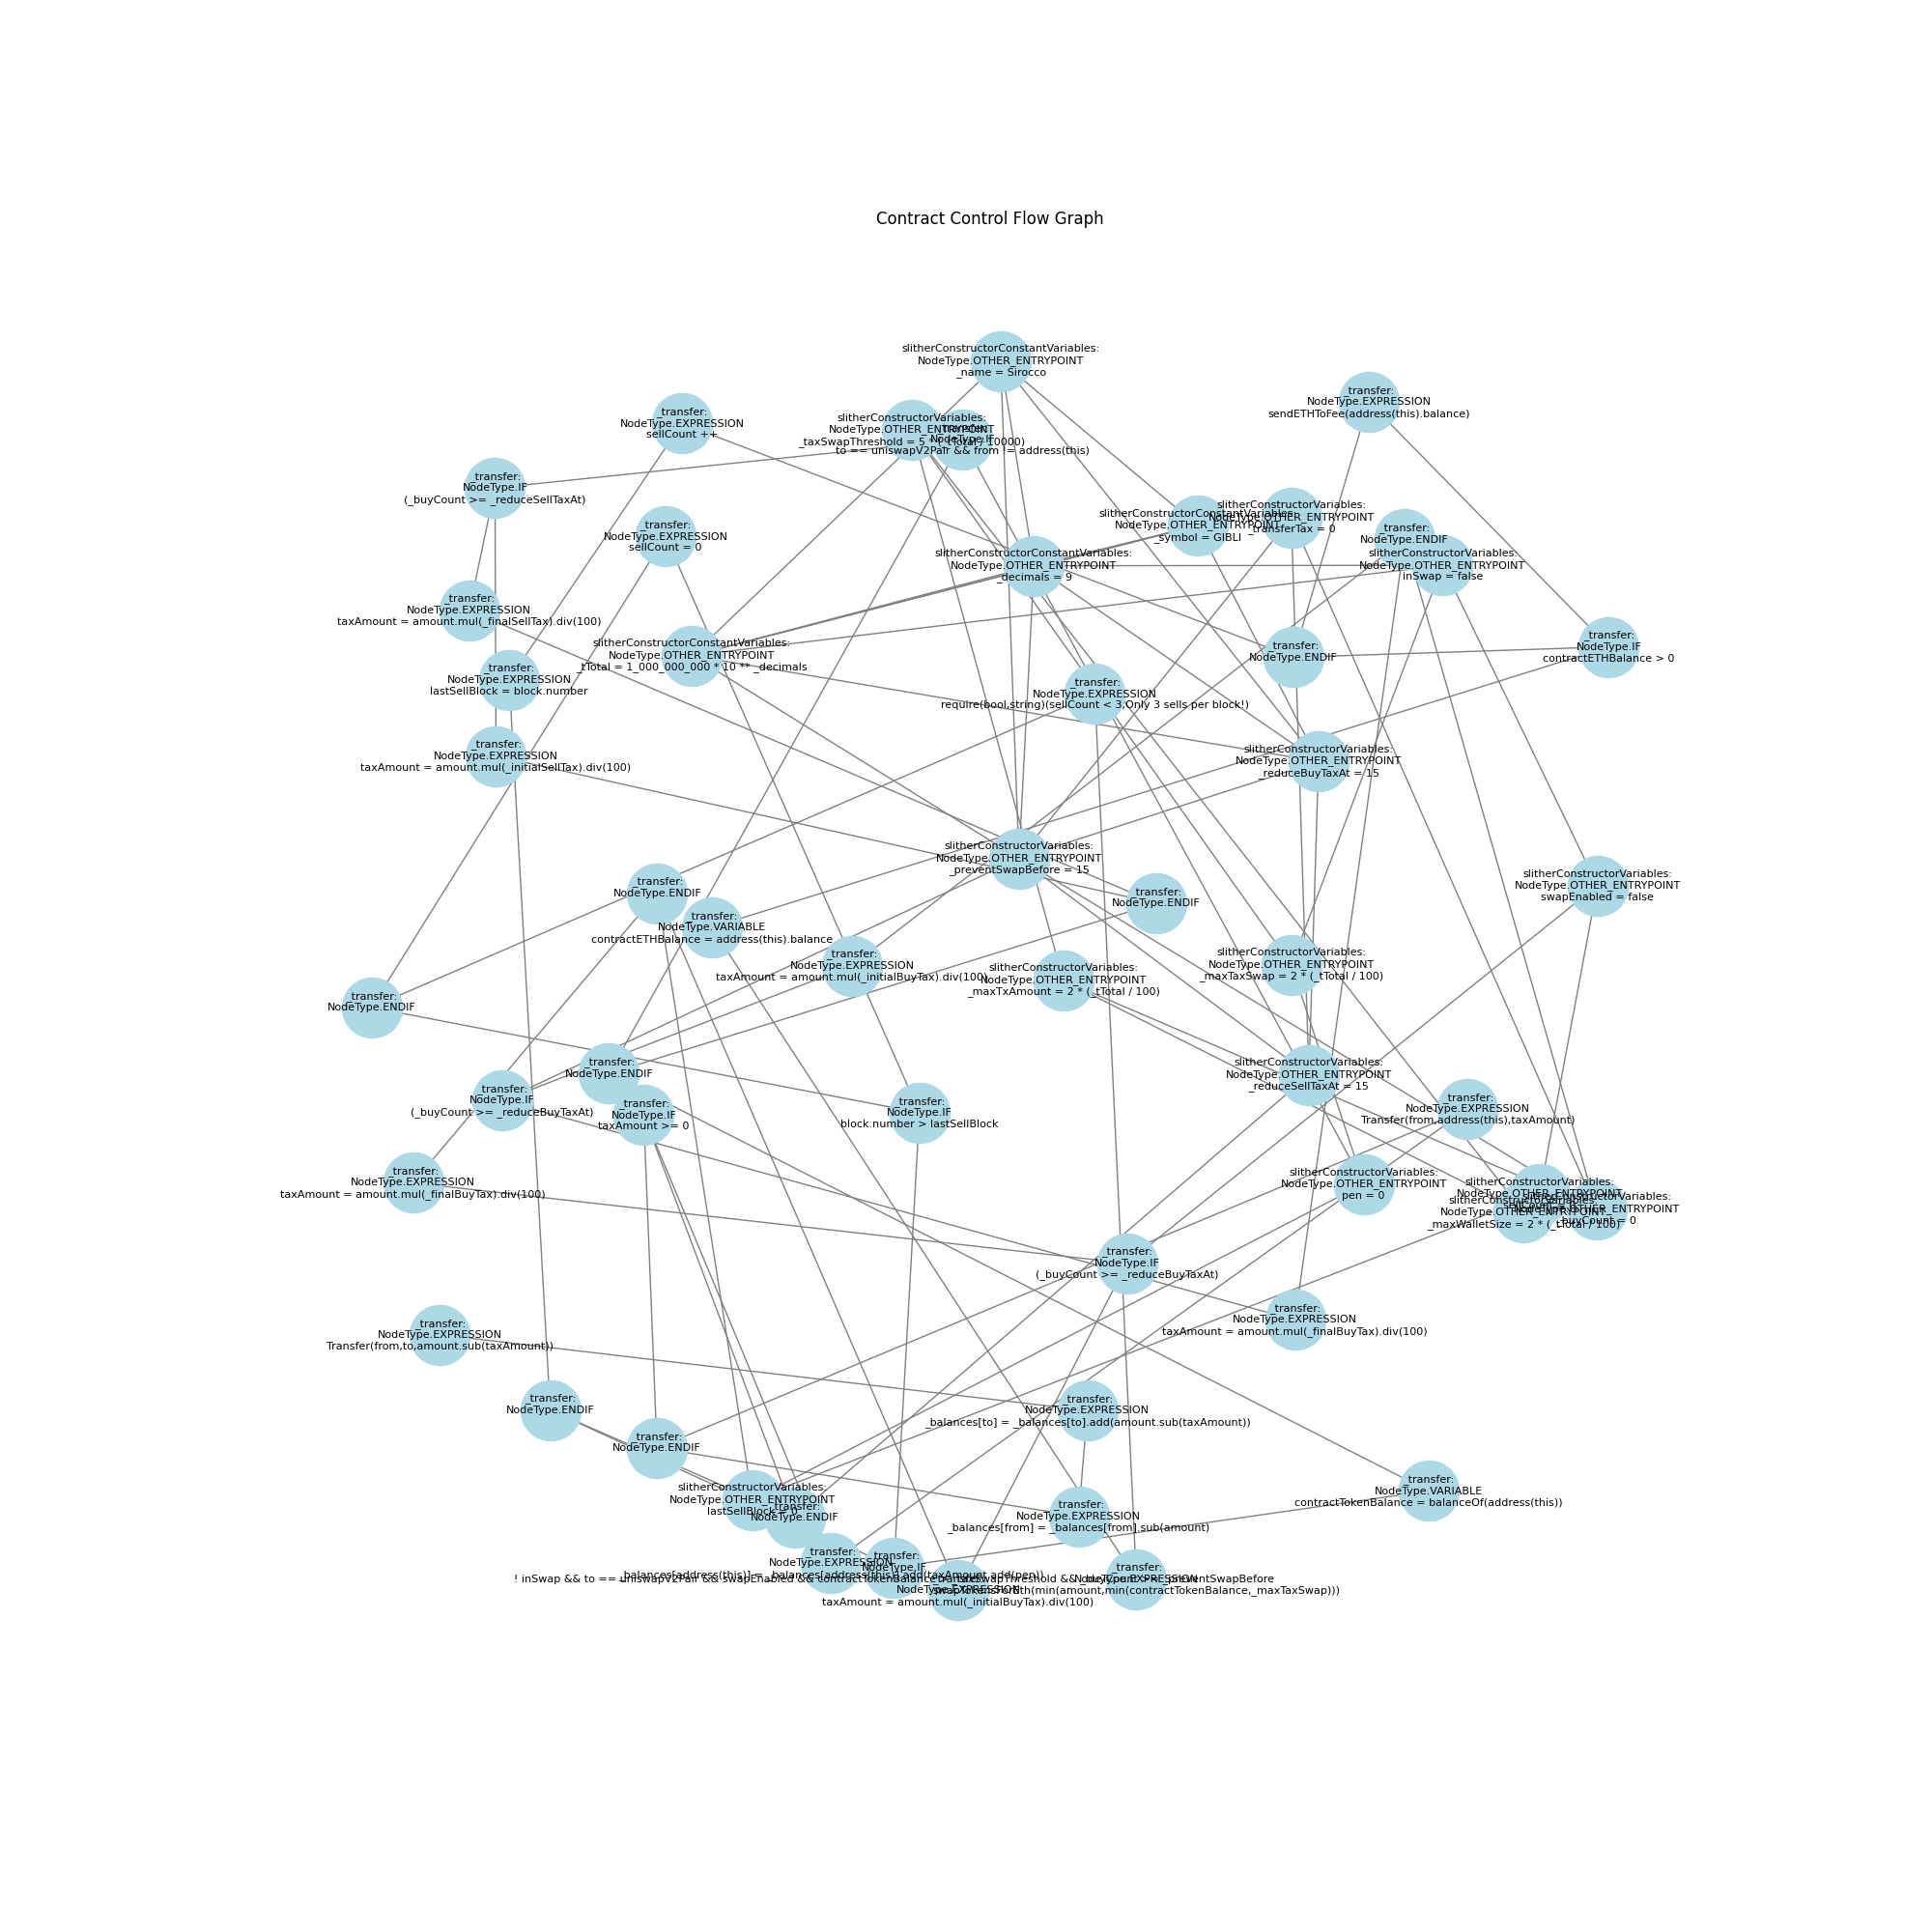 Contract Control Flow Graph
slitherConstructorConstantVariables:
NodeType.OTHER_ENTRYPOINT
_name = Sirocco
_transfer:
NodeType.EXPRESSION
sendETHToFee(address(this).balance)
_transfer:
NodeType.EXPRESSION
sellCount ++
slitherConstructorVariables:
NodeType.OTHER_ENTRYPOINT
_taxSwapThreshold = 5 * (_tTotal / 10000)
to == uniswapV2Pair && from != address(this)
_transfer:
NodeType.IF
(_buyCount >= _reduceSellTaxAt)
_transfer:
NodeType.EXPRESSION
sellCount = 0
slitherConstructorConstantVariables:
NodeType.OTHER_ENTRYPOINT
_symbol = GIBLI
slitherConstructorVariables:
NodeType.OTHER_ENTRYPOINT
_transferTax = 0
_transfer:
NodeType.ENDIF
slitherConstructorVariables:
NodeType.OTHER_ENTRYPOINT
inSwap = false
slitherConstructorConstantVariables:
NodeType.OTHER_ENTRYPOINT
_decimals = 9
_transfer:
NodeType.EXPRESSION
taxAmount = amount.mul(_finalSellTax).div(100)
slitherConstructorConstantVariables:
NodeType.OTHER_ENTRYPOINT
_tTotal = 1_000_000_000 * 10 ** _decimals
_transfer:
NodeType.ENDIF
_transfer:
NodeType.IF
contractETHBalance > 0
_transfer:
NodeType.EXPRESSION
lastSellBlock = block.number
_transfer:
NodeType.EXPRESSION
require(bool,string)(sellCount < 3,Only 3 sells per block!)
_transfer:
NodeType.EXPRESSION
taxAmount = amount.mul(_initialSellTax).div(100)
slitherConstructorVariables:
NodeType.OTHER_ENTRYPOINT
_reduceBuyTaxAt = 15
slitherConstructorVariables:
NodeType.OTHER_ENTRYPOINT
_preventSwapBefore = 15
_transfer:
NodeType.ENDIF
_transfer:
NodeType.ENDIF
slitherConstructorVariables:
NodeType.OTHER_ENTRYPOINT
swapEnabled = false
_transfer:
NodeType.VARIABLE
contractETHBalance = address(this).balance
_transfer:
NodeType.EXPRESSION
taxAmount = amount.mul(_initialBuyTax).div(100)
slitherConstructorVariables:
NodeType.OTHER_ENTRYPOINT
_maxTxAmount = 2 * (_tTotal / 100)
slitherConstructorVariables:
NodeType.OTHER_ENTRYPOINT
_maxTaxSwap = 2 * (_tTotal / 100)
_transfer:
NodeType.ENDIF
_transfer:
NodeType.ENDIF
slitherConstructorVariables:
NodeType.OTHER_ENTRYPOINT
_reduceSellTaxAt = 15
_transfer:
NodeType.IF
(_buyCount >= _reduceBuyTaxAt)
_transfer:
NodeType.IF
taxAmount >= 0
_transfer:
NodeType.IF
block.number > lastSellBlock
_transfer:
NodeType.EXPRESSION
Transfer(from,address(this),taxAmount)
_transfer:
NodeType.EXPRESSION
taxAmount = amount.mul(_finalBuyTax).div(100)
slitherConstructorVariables:
NodeType.OTHER_ENTRYPOINT
pen = 0
slitherConstructorVariables:
NodeType.OTHER_ENTRYPOINT
slitherConstructorVariables:
NodeType.OTHER_ENTRYPOINT
_maxWalletSize = 2 * (_tTotal / 100)
slitherConstructorVariables:
NodeType.OTHER_ENTRYPOINT
_buyCount = 0
_transfer:
NodeType.IF
(_buyCount >= _reduceBuyTaxAt)
_transfer:
NodeType.EXPRESSION
taxAmount = amount.mul(_finalBuyTax).div(100)
_transfer:
NodeType.EXPRESSION
Transfer(from,to,amount.sub(taxAmount))
_transfer:
NodeType.ENDIF
_transfer:
NodeType.EXPRESSION
_balances[to] = _balances[to].add(amount.sub(taxAmount))
_transfer:
NodeType.ENDIF
_transfer:
NodeType.VARIABLE
contractTokenBalance = balanceOf(address(this))
slitherConstructorVariables:
NodeType.OTHER_ENTRYPOINT
lastSellBlock = 0
_transfer:
NodeType.ENDIF
_transfer:
NodeType.EXPRESSION
_balances[from] = _balances[from].sub(amount)
_transfer:
NodeType.EXPRESSION
_balances[address(this)] = _balances[address(this)].add(taxAmount.add(pen))
_transfer:
NodeType.IF
! inSwap && to == uniswapV2Pair && swapEnabled && contractTokenBalance > _taxSwapThreshold && _buyCount > _preventSwapBefore
_transfer:
NodeType.EXPRESSION
swapTokensForEth(min(amount,min(contractTokenBalance,_maxTaxSwap)))
NodeType.EXPRESSION
taxAmount = amount.mul(_initialBuyTax).div(100)